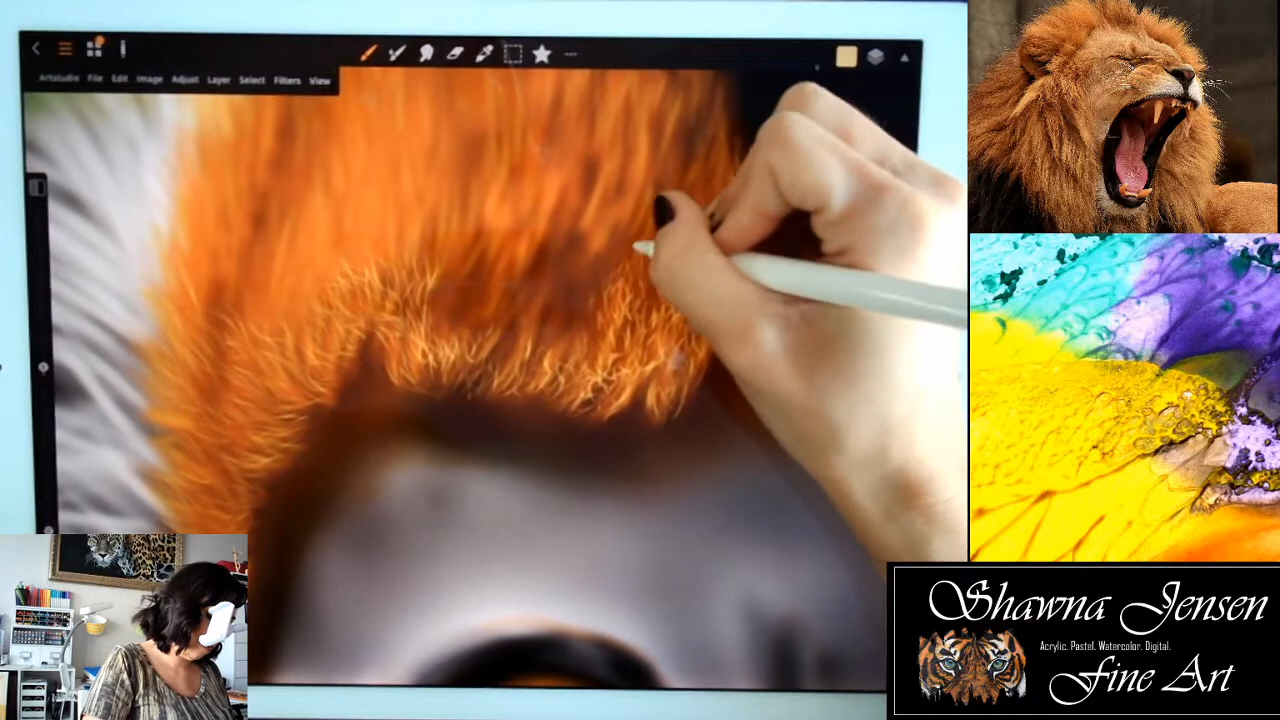 Artstudio File Edit Image Adjust Layer Select Filters View
Shawna Jensen
Acrylic. Pastel. Watercolor. Digital.
Fine Art